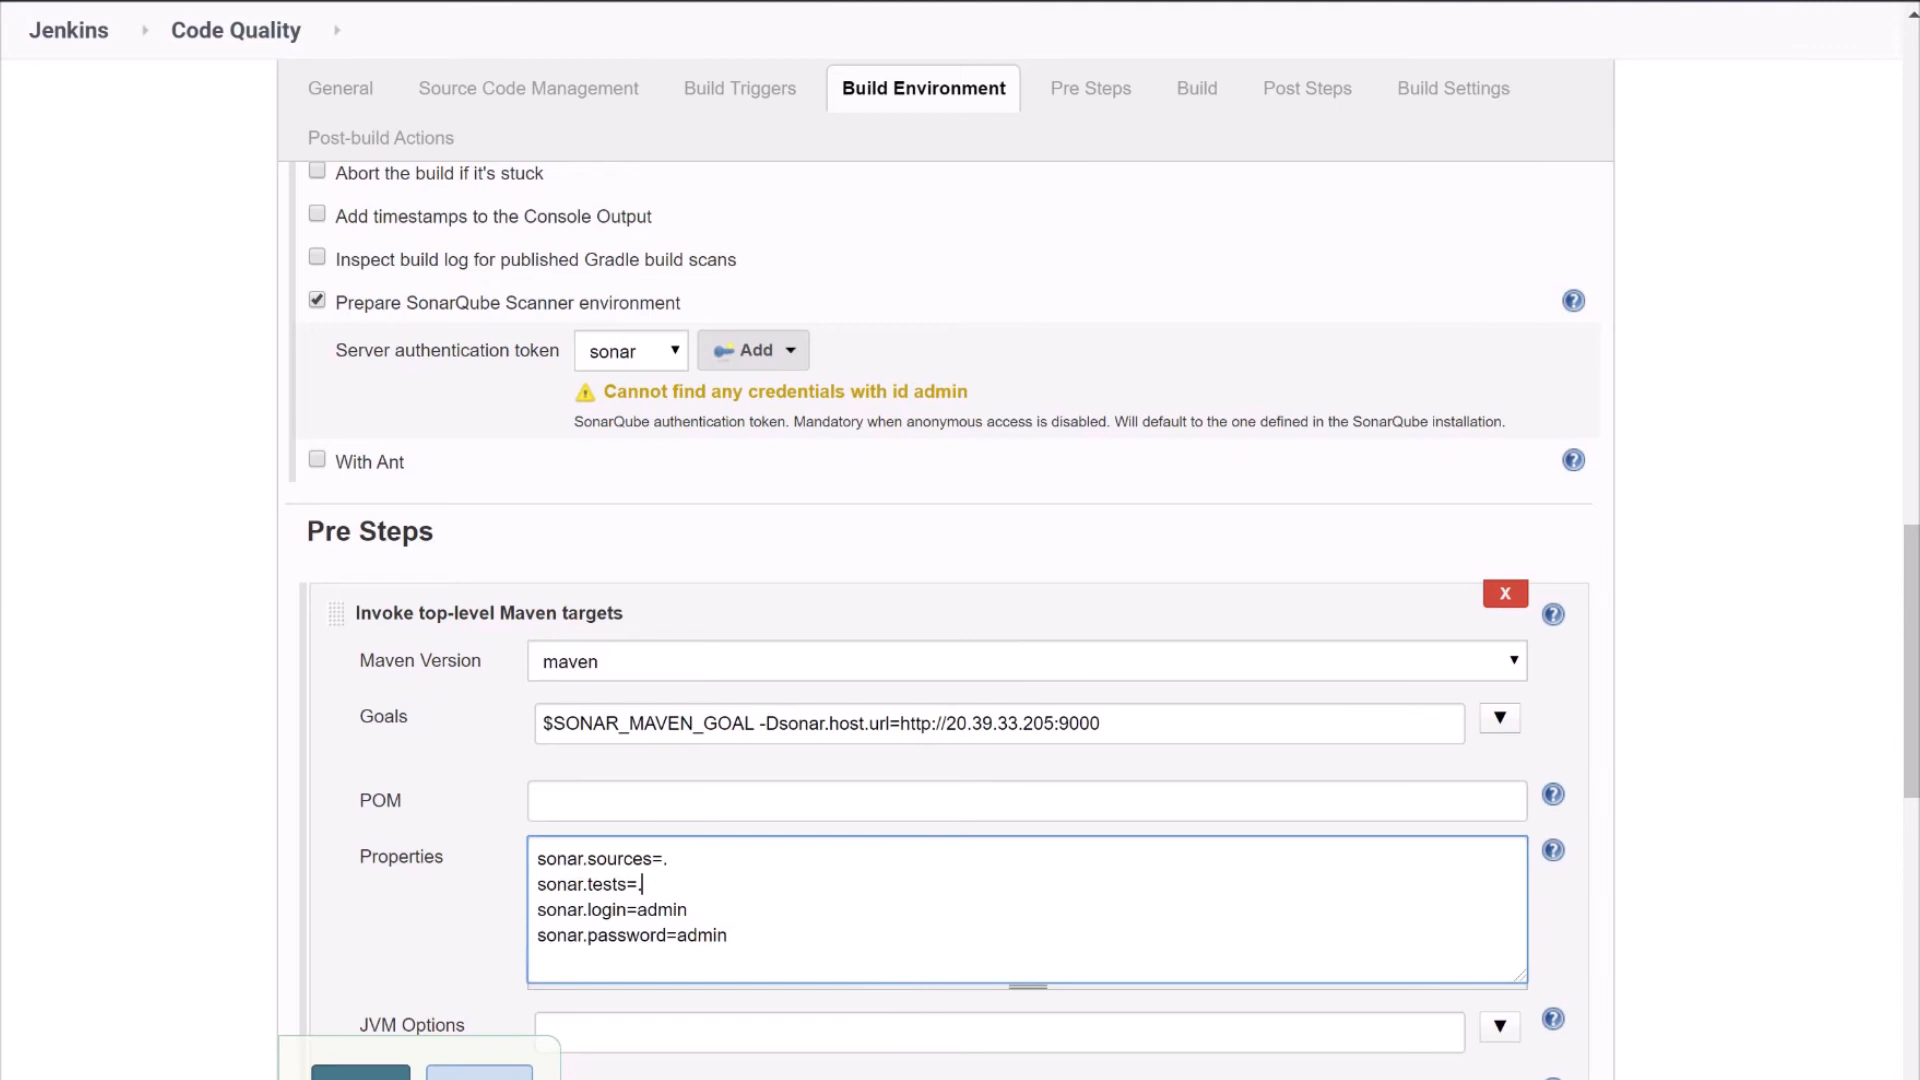 Jenkins
Code Quality
General
Source Code Management
Build Triggers
Build Environment
Pre Steps
Build
Post Steps
Build Settings
Post-build Actions
Abort the build if it's stuck
Add timestamps to the Console Output
Inspect build log for published Gradle build scans
Prepare SonarQube Scanner environment
Server authentication token
sonar
Add
Cannot find any credentials with id admin
SonarQube authentication token. Mandatory when anonymous access is disabled. Will default to the one defined in the SonarQube installation.
With Ant
Pre Steps
X
Invoke top-level Maven targets
Maven Version
maven
Goals
$SONAR_MAVEN_GOAL -Dsonar.host.url=http://20.39.33.205:9000
POM
Properties
sonar.sources=.
sonar.tests=.
sonar.login=admin
sonar.password=admin
JVM Options